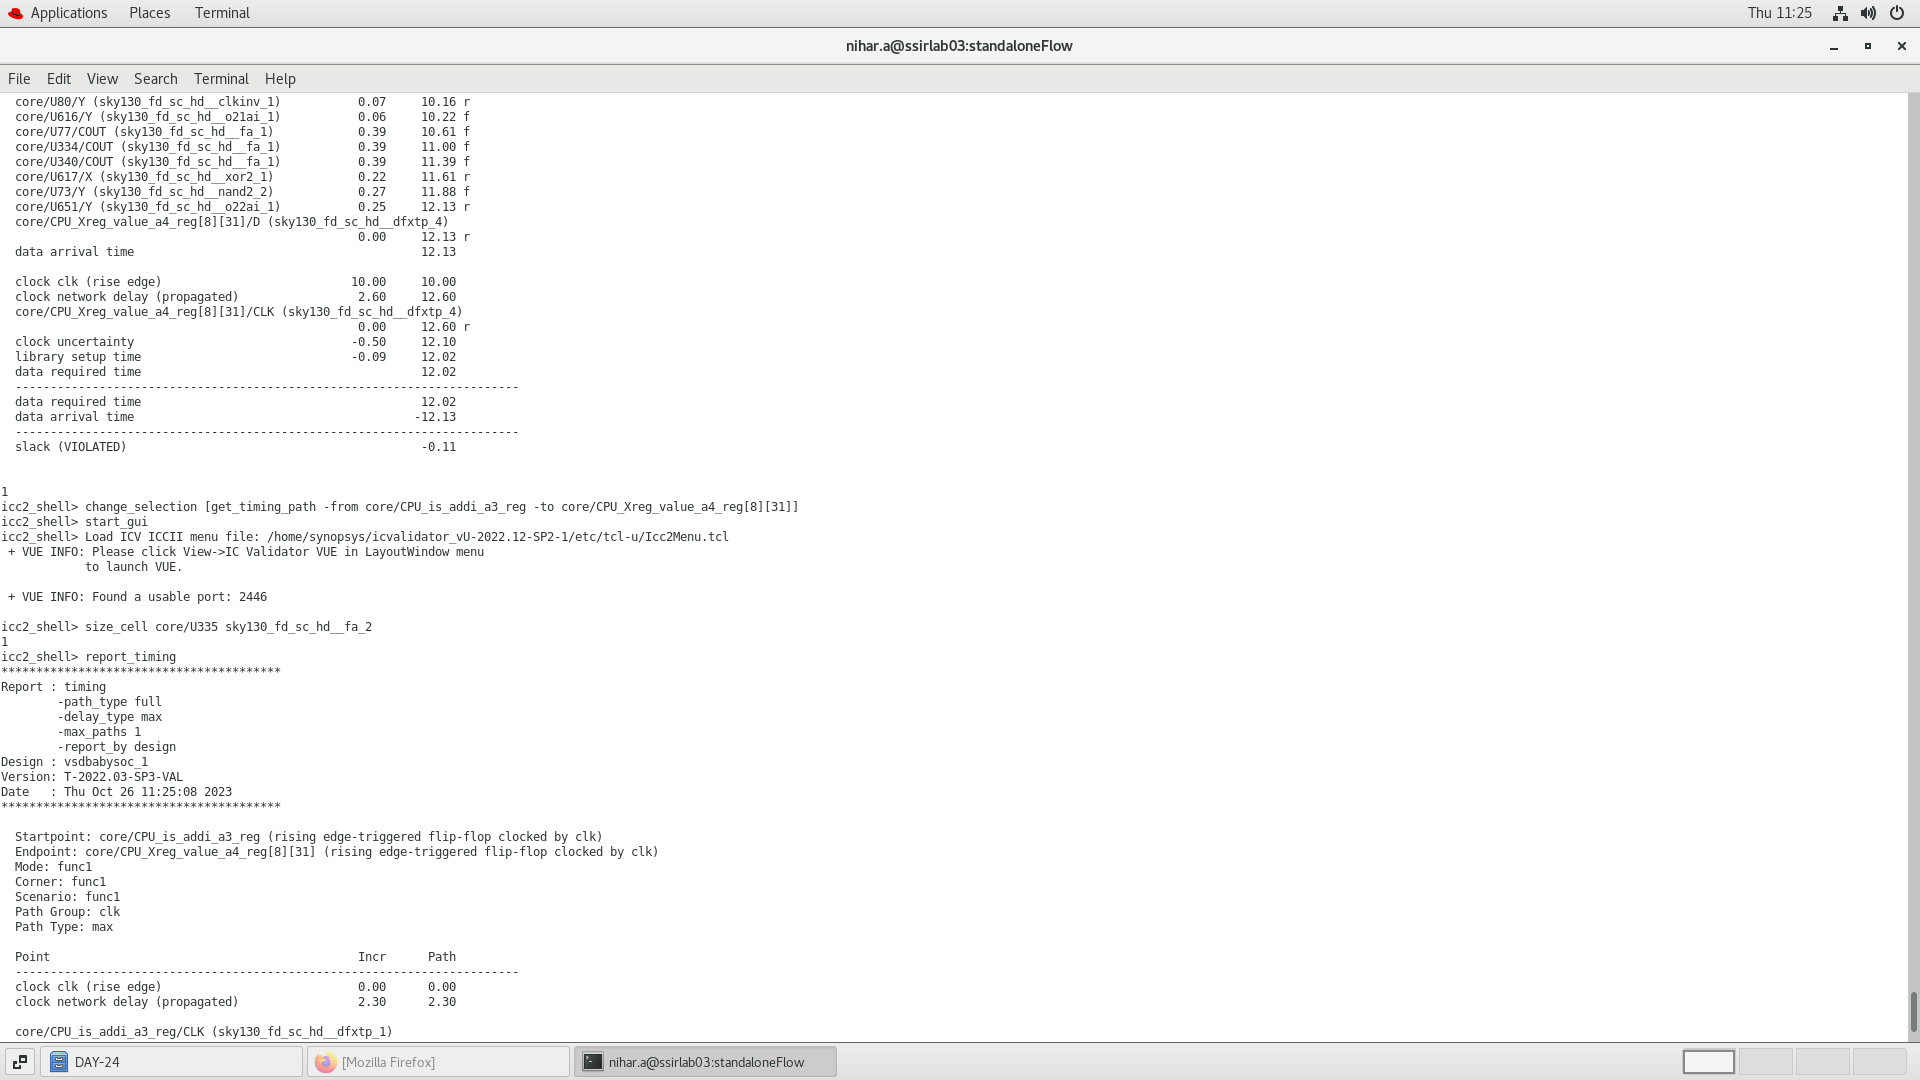 Applications Places Terminal Thu 11:25
nihar.a@ssirlab03:standaloneFlow
File Edit View Search Terminal Help
  core/U80/Y (sky130_fd_sc_hd__clkinv_1)           0.07     10.16 r
  core/U616/Y (sky130_fd_sc_hd__o21ai_1)           0.06     10.22 f
  core/U77/COUT (sky130_fd_sc_hd__fa_1)            0.39     10.61 f
  core/U334/COUT (sky130_fd_sc_hd__fa_1)           0.39     11.00 f
  core/U340/COUT (sky130_fd_sc_hd__fa_1)           0.39     11.39 f
  core/U617/X (sky130_fd_sc_hd__xor2_1)            0.22     11.61 r
  core/U73/Y (sky130_fd_sc_hd__nand2_2)            0.27     11.88 f
  core/U651/Y (sky130_fd_sc_hd__o22ai_1)           0.25     12.13 r
  core/CPU_Xreg_value_a4_reg[8][31]/D (sky130_fd_sc_hd__dfxtp_4)
                                                   0.00     12.13 r
  data arrival time                                         12.13

  clock clk (rise edge)                           10.00     10.00
  clock network delay (propagated)                 2.60     12.60
  core/CPU_Xreg_value_a4_reg[8][31]/CLK (sky130_fd_sc_hd__dfxtp_4)
                                                   0.00     12.60 r
  clock uncertainty                               -0.50     12.10
  library setup time                              -0.09     12.02
  data required time                                        12.02
  ------------------------------------------------------------------------
  data required time                                        12.02
  data arrival time                                        -12.13
  ------------------------------------------------------------------------
  slack (VIOLATED)                                          -0.11

1
icc2_shell> change_selection [get_timing_path -from core/CPU_is_addi_a3_reg -to core/CPU_Xreg_value_a4_reg[8][31]]
icc2_shell> start_gui
icc2_shell> Load ICV ICCII menu file: /home/synopsys/icvalidator_vU-2022.12-SP2-1/etc/tcl-u/Icc2Menu.tcl
 + VUE INFO: Please click View->IC Validator VUE in LayoutWindow menu
            to launch VUE.

 + VUE INFO: Found a usable port: 2446

icc2_shell> size_cell core/U335 sky130_fd_sc_hd__fa_2
1
icc2_shell> report_timing
****************************************
Report : timing
        -path_type full
        -delay_type max
        -max_paths 1
        -report_by design
Design : vsdbabysoc_1
Version: T-2022.03-SP3-VAL
Date   : Thu Oct 26 11:25:08 2023
****************************************

  Startpoint: core/CPU_is_addi_a3_reg (rising edge-triggered flip-flop clocked by clk)
  Endpoint: core/CPU_Xreg_value_a4_reg[8][31] (rising edge-triggered flip-flop clocked by clk)
  Mode: func1
  Corner: func1
  Scenario: func1
  Path Group: clk
  Path Type: max

  Point                                            Incr      Path
  ------------------------------------------------------------------------
  clock clk (rise edge)                            0.00      0.00
  clock network delay (propagated)                 2.30      2.30

  core/CPU_is_addi_a3_reg/CLK (sky130_fd_sc_hd__dfxtp_1)
DAY-24 [Mozilla Firefox] nihar.a@ssirlab03:standaloneFlow